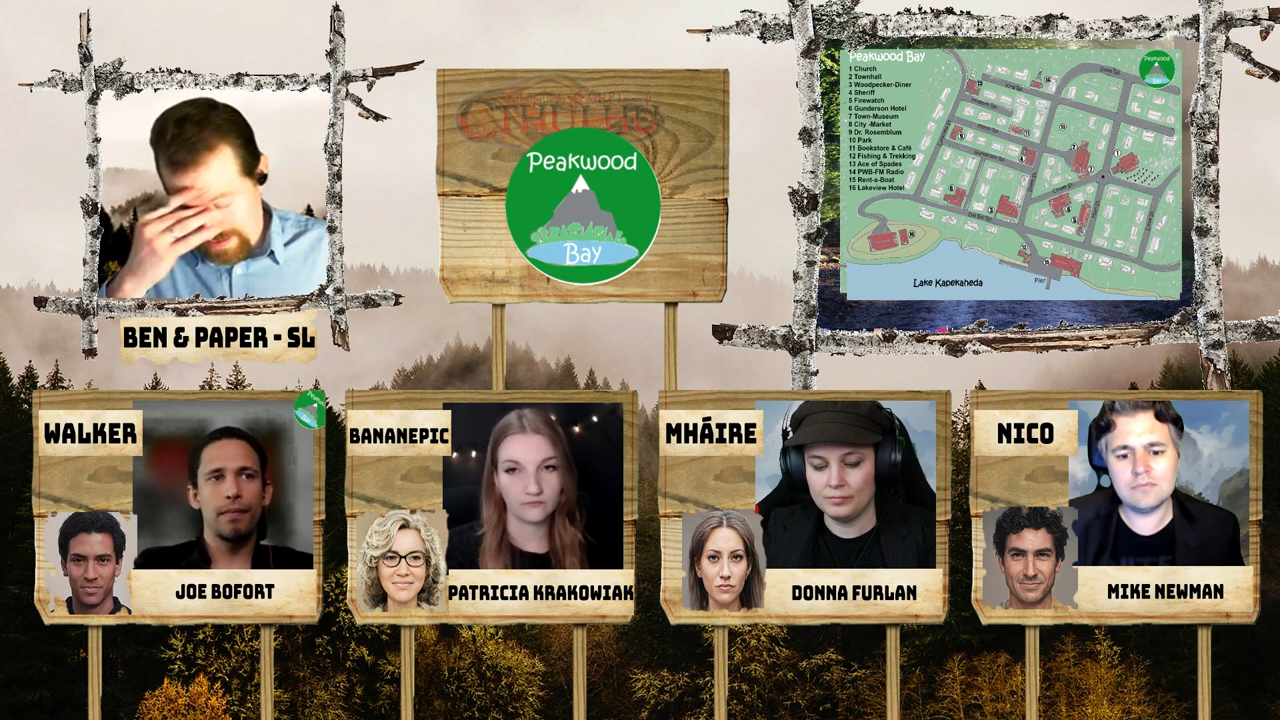 CTHULHU
Peakwood
Bay
BEN & PAPER - SL
Peakwood Bay
1 Church
2 Townhall
3 Woodpecker-Diner
4 Sheriff
5 Firewatch
6 Gunderson Hotel
7 Town-Museum
8 City -Market
9 Dr. Rosemblum
10 Park
11 Bookstore & Café
12 Fishing & Trekking
13 Ace of Spades
14 PWB-FM Radio
15 Rent-a-Boat
16 Lakeview Hotel
Lake Kapekaheda
Pier
WALKER
Peakwood
Bay
JOE BOFORT
BANANEPIC
PATRICIA KRAKOWIAK
MHÁIRE
DONNA FURLAN
NICO
MIKE NEWMAN